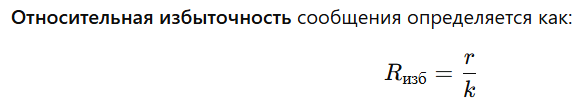 Относительная избыточность сообщения определяется как:
R_изб = r/k